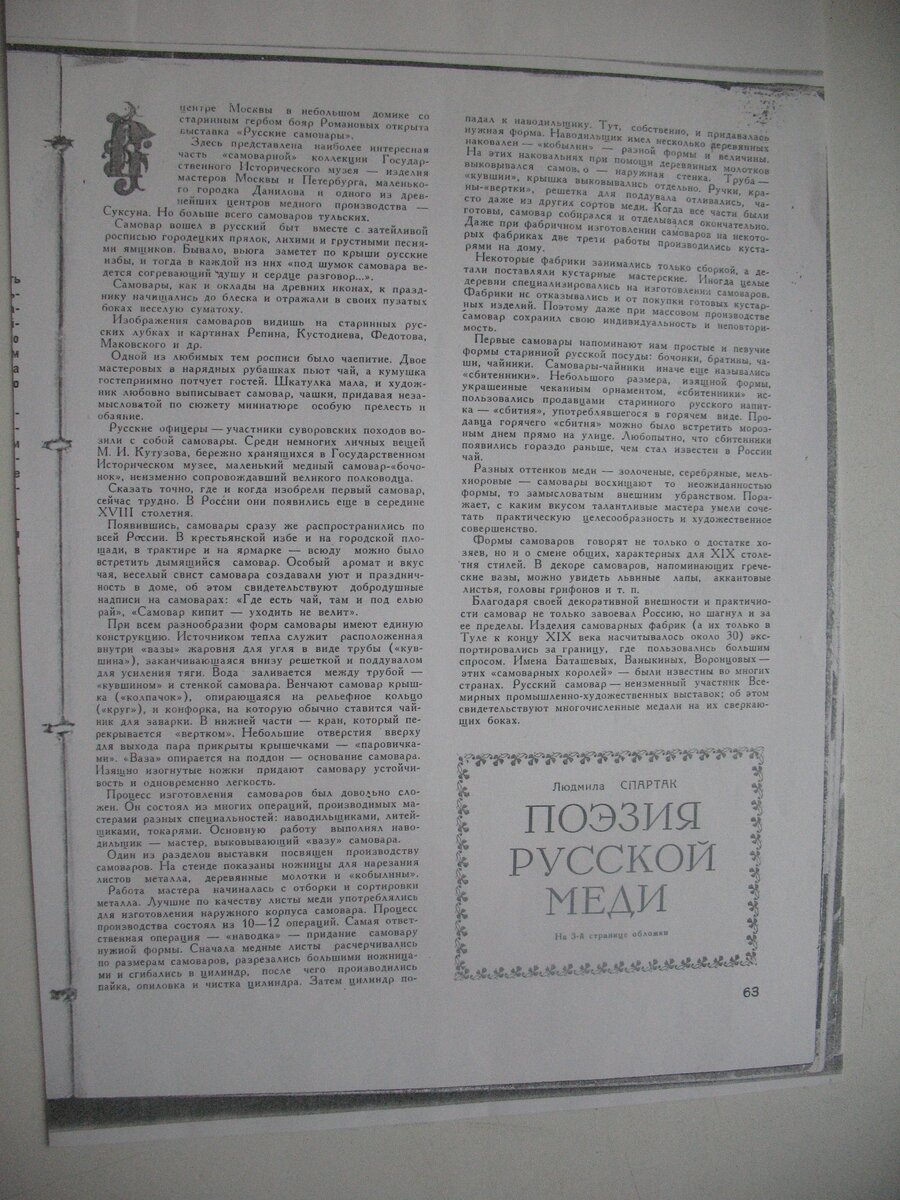 В
центре Москвы в небольшом домике со
старинным гербом бояр Романовых открыта
выставка «Русские самовары».
Здесь представлена наиболее интересная
часть «самоварной» коллекции Государ-
ственного Исторического музея — изделия
мастеров Москвы и Петербурга, маленько-
го городка Данилова и одного из древ-
нейших центров медного производства —
Суксуна. Но больше всего самоваров тульских.
Самовар вошел в русский быт вместе с затейливой
росписью городецких прялок, лихими и грустными песня-
ми ямщиков. Бывало, вьюга заметет по крыши русские
избы, и тогда в каждой из них «под шумок самовара ве-
дется согревающий душу и сердце разговор...».
Самовары, как и оклады на древних иконах, к празд-
нику начищались до блеска и отражали в своих пузатых
боках веселую суматоху.
Изображения самоваров видишь на старинных рус-
ских лубках и картинах Репина, Кустодиева, Федотова,
Маковского и др.
Одной из любимых тем росписи было чаепитие. Двое
мастеровых в нарядных рубашках пьют чай, а кумушка
гостеприимно потчует гостей. Шкатулка мала, и худож-
ник любовно выписывает самовар, чашки, придавая неза-
мысловатой по сюжету миниатюре особую прелесть и
обаяние.
Русские офицеры — участники суворовских походов во-
зили с собой самовары. Среди немногих личных вещей
М. И. Кутузова, бережно хранящихся в Государственном
Историческом музее, маленький медный самовар-«бочо-
нок», неизменно сопровождавший великого полководца.
Сказать точно, где и когда изобрели первый самовар,
сейчас трудно. В России они появились еще в середине
XVIII столетия.
Появившись, самовары сразу же распространились по
всей России. В крестьянской избе и на городской пло-
щади, в трактире и на ярмарке — всюду можно было
встретить дымящийся самовар. Особый аромат и вкус
чая, веселый свист самовара создавали уют и празднич-
ность в доме, об этом свидетельствуют добродушные
надписи на самоварах: «Где есть чай, там и под елью
рай», «Самовар кипит — уходить не велит».
При всем разнообразии форм самовары имеют единую
конструкцию. Источником тепла служит расположенная
внутри «вазы» жаровня для угля в виде трубы («кув-
шина»), заканчивающаяся внизу решеткой и поддувалом
для усиления тяги. Вода заливается между трубой —
«кувшином» и стенкой самовара. Венчают самовар крыш-
ка («колпачок»), опирающаяся на рельефное кольцо
(«круг»), и конфорка, на которую обычно ставится чай-
ник для заварки. В нижней части — кран, который пе-
рекрывается «вертком». Небольшие отверстия вверху
для выхода пара прикрыты крышечками — «паровичка-
ми». «Ваза» опирается на поддон — основание самовара.
Изящно изогнутые ножки придают самовару устойчи-
вость и одновременно легкость.
Процесс изготовления самоваров был довольно сло-
жен. Он состоял из многих операций, производимых ма-
стерами разных специальностей: наводильщиками, литей-
щиками, токарями. Основную работу выполнял наво-
дильщик — мастер, выковывающий «вазу» самовара.
Один из разделов выставки посвящен производству
самоваров. На стенде показаны ножницы для нарезания
листов металла, деревянные молотки и «кобылины».
Работа мастера начиналась с отборки и сортировки
металла. Лучшие по качеству листы меди употреблялись
для изготовления наружного корпуса самовара. Процесс
производства состоял из 10—12 операций. Самая ответ-
ственная операция — «наводка» — придание самовару
нужной формы. Сначала медные листы расчерчивались
по размерам самоваров, разрезались большими ножница-
ми и сгибались в цилиндр, после чего производились
пайка, опиловка и чистка цилиндра. Затем цилиндр по-
падал к наводильщику. Тут, собственно, и придавалась
нужная форма. Наводильщик имел несколько деревянных
наковален — «кобылин» — разной формы и величины.
На этих наковальнях при помощи деревянных молотков
выковывался самов,о — наружная стенка. Труба —
«кувшин», крышка выковывались отдельно. Ручки, кра-
ны-«вертки», решетка для поддувала отливались, ча-
сто даже из других сортов меди. Когда все части были
готовы, самовар собирался и отделывался окончательно.
Даже при фабричном изготовлении самоваров на некото-
рых фабриках две трети работы производились куста-
рями на дому.
Некоторые фабрики занимались только сборкой, а де-
тали поставляли кустарные мастерские. Иногда целые
деревни специализировались на изготовлении самоваров.
Фабрики не отказывались и от покупки готовых кустар-
ных изделий. Поэтому даже при массовом производстве
самовар сохранил свою индивидуальность и неповтори-
мость.
Первые самовары напоминают нам простые и певучие
формы старинной русской посуды: бочонки, братины, ча-
ши, чайники. Самовары-чайники иначе еще назывались
«сбитенники». Небольшого размера, изящной формы,
украшенные чеканным орнаментом, «сбитенники» ис-
пользовались продавцами старинного русского напит-
ка — «сбитня», употреблявшегося в горячем виде. Про-
давца горячего «сбитня» можно было встретить мороз-
ным днем прямо на улице. Любопытно, что сбитенники
появились гораздо раньше, чем стал известен в России
чай.
Разных оттенков меди — золоченые, серебряные, мель-
хиоровые — самовары восхищают то неожиданностью
формы, то замысловатым внешним убранством. Пора-
жает, с каким вкусом талантливые мастера умели соче-
тать практическую целесообразность и художественное
совершенство.
Формы самоваров говорят не только о достатке хо-
зяев, но и о смене общих, характерных для XIX столе-
тия стилей. В декоре самоваров, напоминающих грече-
ские вазы, можно увидеть львиные лапы, аккантовые
листья, головы грифонов и т. п.
Благодаря своей декоративной внешности и практично-
сти самовар не только завоевал Россию, но шагнул и за
ее пределы. Изделия самоварных фабрик (а их только в
Туле к концу XIX века насчитывалось около 30) экс-
портировались за границу, где пользовались большим
спросом. Имена Баташевых, Ваныкиных, Воронцовых —
этих «самоварных королей» — были известны во многих
странах. Русский самовар — неизменный участник Все-
мирных промышленно-художественных выставок; об этом
свидетельствуют многочисленные медали на их сверкаю-
щих боках.
Людмила СПАРТАК
ПОЭЗИЯ
РУССКОЙ
МЕДИ
На 3-й странице обложки
63